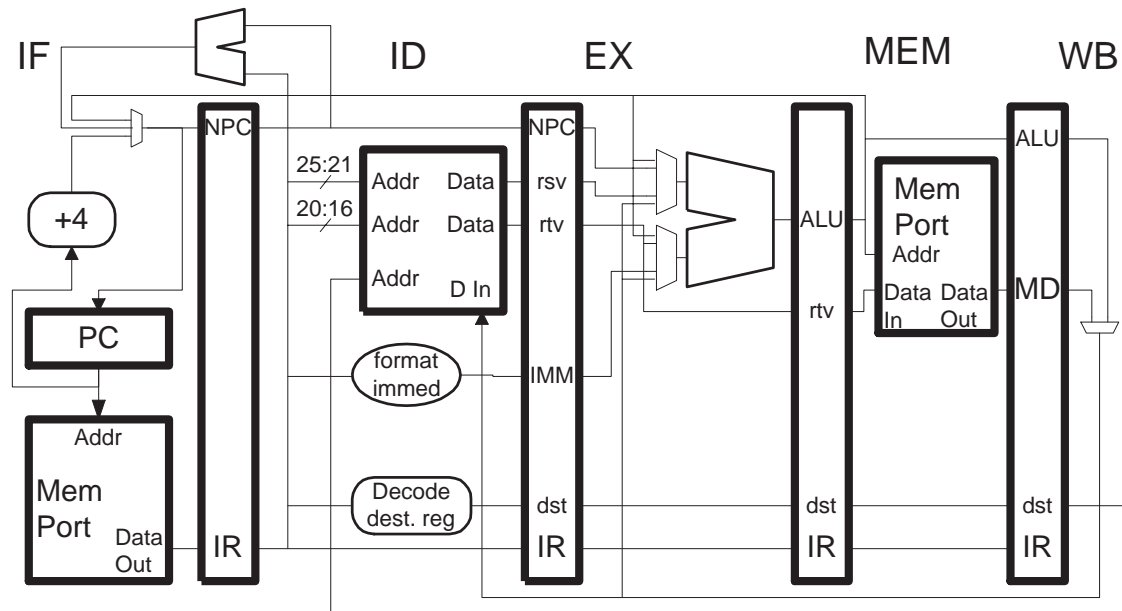 IF
ID
EX
MEM
WB
NPC
NPC
ALU
25:21
Addr
Data
rsv
20:16
Addr
Data
rtv
Addr
D In
+4
PC
Addr
Mem
Port
Data
Out
format
immed
IMM
Decode
dest. reg
dst
IR
IR
ALU
rtv
dst
IR
Mem
Port
Addr
Data
In
Data
Out
MD
dst
IR